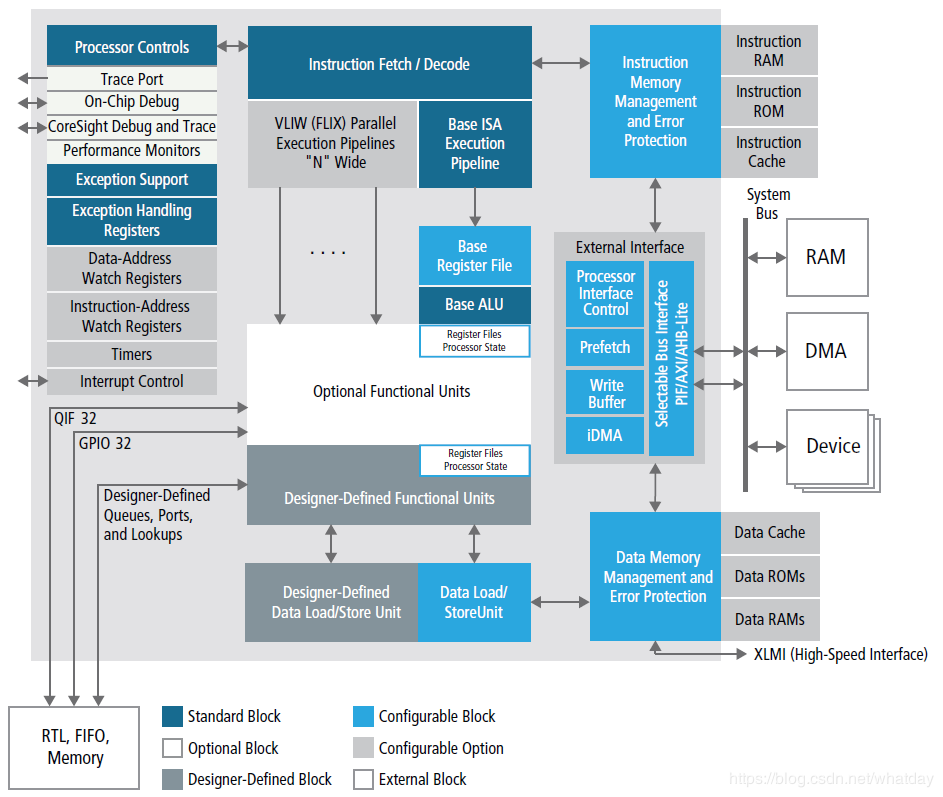 Processor Controls
Trace Port
On-Chip Debug
CoreSight Debug and Trace
Performance Monitors
Exception Support
Exception Handling
Registers
Data-Address
Watch Registers
Instruction-Address
Watch Registers
Timers
Interrupt Control
Instruction Fetch / Decode
VLIW (FLIX) Parallel
Execution Pipelines
"N" Wide
Base ISA
Execution
Pipeline
. . . .
Base
Register File
Base ALU
Register Files
Processor State
Optional Functional Units
Register Files
Processor State
Designer-Defined Functional Units
Designer-Defined
Data Load/Store Unit
Data Load/
StoreUnit
Instruction
Memory
Management
and Error
Protection
Instruction
RAM
Instruction
ROM
Instruction
Cache
External Interface
Processor
Interface
Control
Prefetch
Write
Buffer
iDMA
Selectable Bus Interface
PIF/AXI/AHB-Lite
System
Bus
RAM
DMA
Device
Data Memory
Management and
Error Protection
Data Cache
Data ROMs
Data RAMs
XLMI (High-Speed Interface)
QIF 32
GPIO 32
Designer-Defined
Queues, Ports,
and Lookups
RTL, FIFO,
Memory
Standard Block
Optional Block
Designer-Defined Block
Configurable Block
Configurable Option
External Block
https://blog.csdn.net/whatday